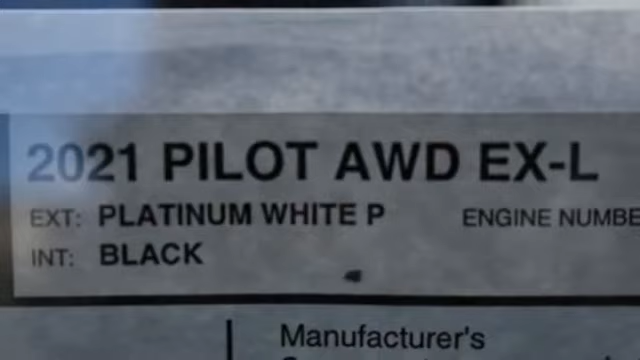 2021 PILOT AWD EX-L
EXT: PLATINUM WHITE P ENGINE NUMBE
INT: BLACK
Manufacturer's